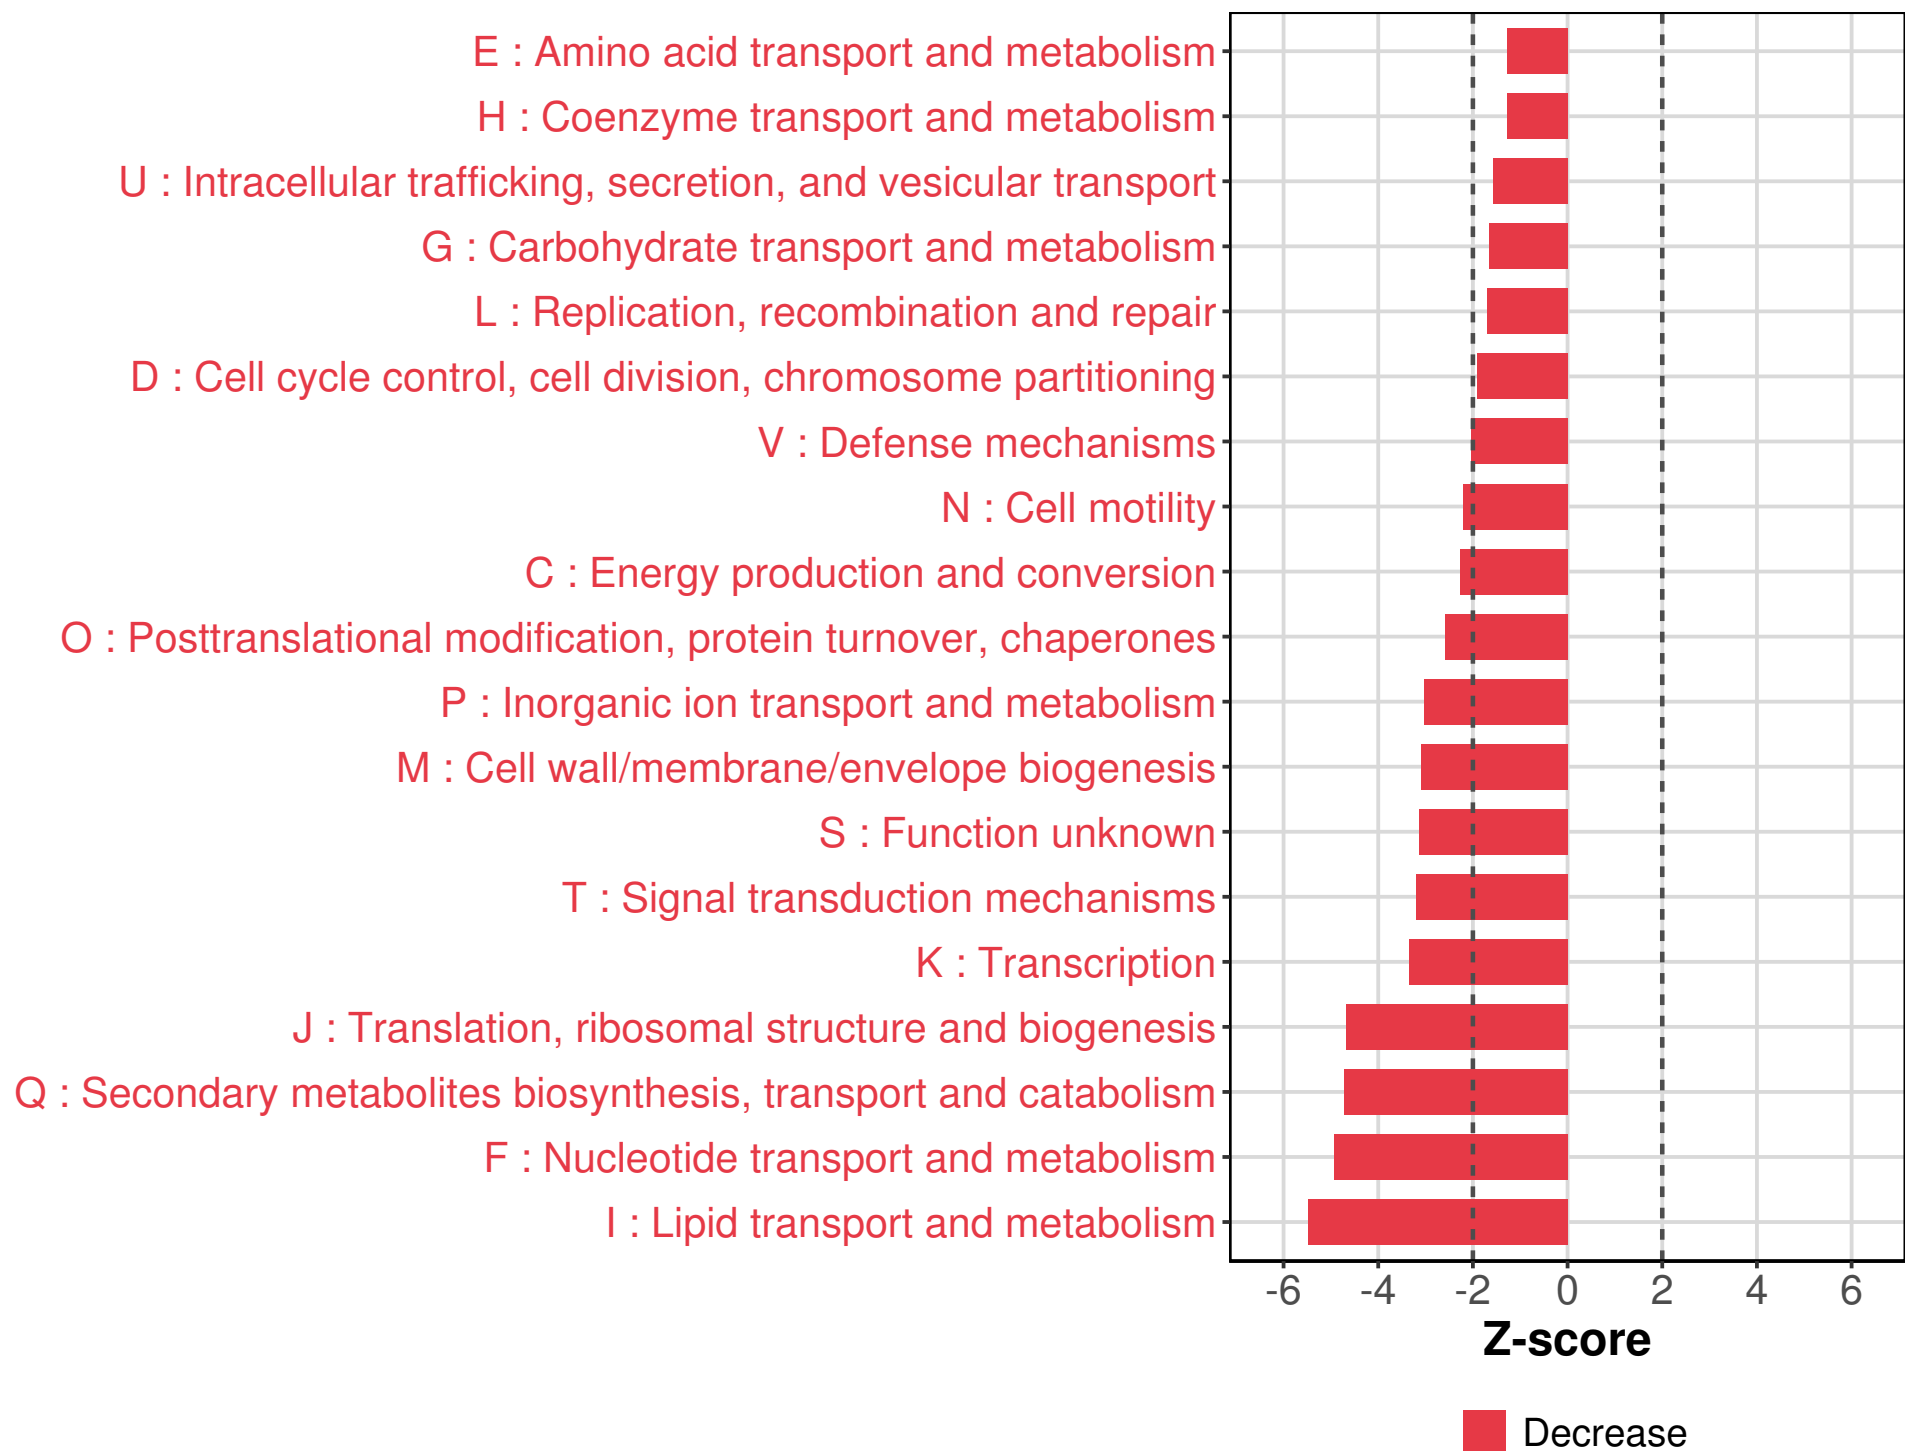 E : Amino acid transport and metabolism
H : Coenzyme transport and metabolism
U : Intracellular trafficking, secretion, and vesicular transport
G : Carbohydrate transport and metabolism
L : Replication, recombination and repair
D : Cell cycle control, cell division, chromosome partitioning
V : Defense mechanisms
N : Cell motility
C : Energy production and conversion
O : Posttranslational modification, protein turnover, chaperones
P : Inorganic ion transport and metabolism
M : Cell wall/membrane/envelope biogenesis
S : Function unknown
T : Signal transduction mechanisms
K : Transcription
J : Translation, ribosomal structure and biogenesis
Q : Secondary metabolites biosynthesis, transport and catabolism
F : Nucleotide transport and metabolism
I : Lipid transport and metabolism
-6 -4 -2 0 2 4 6
Z-score
Decrease